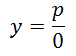 y = p/0